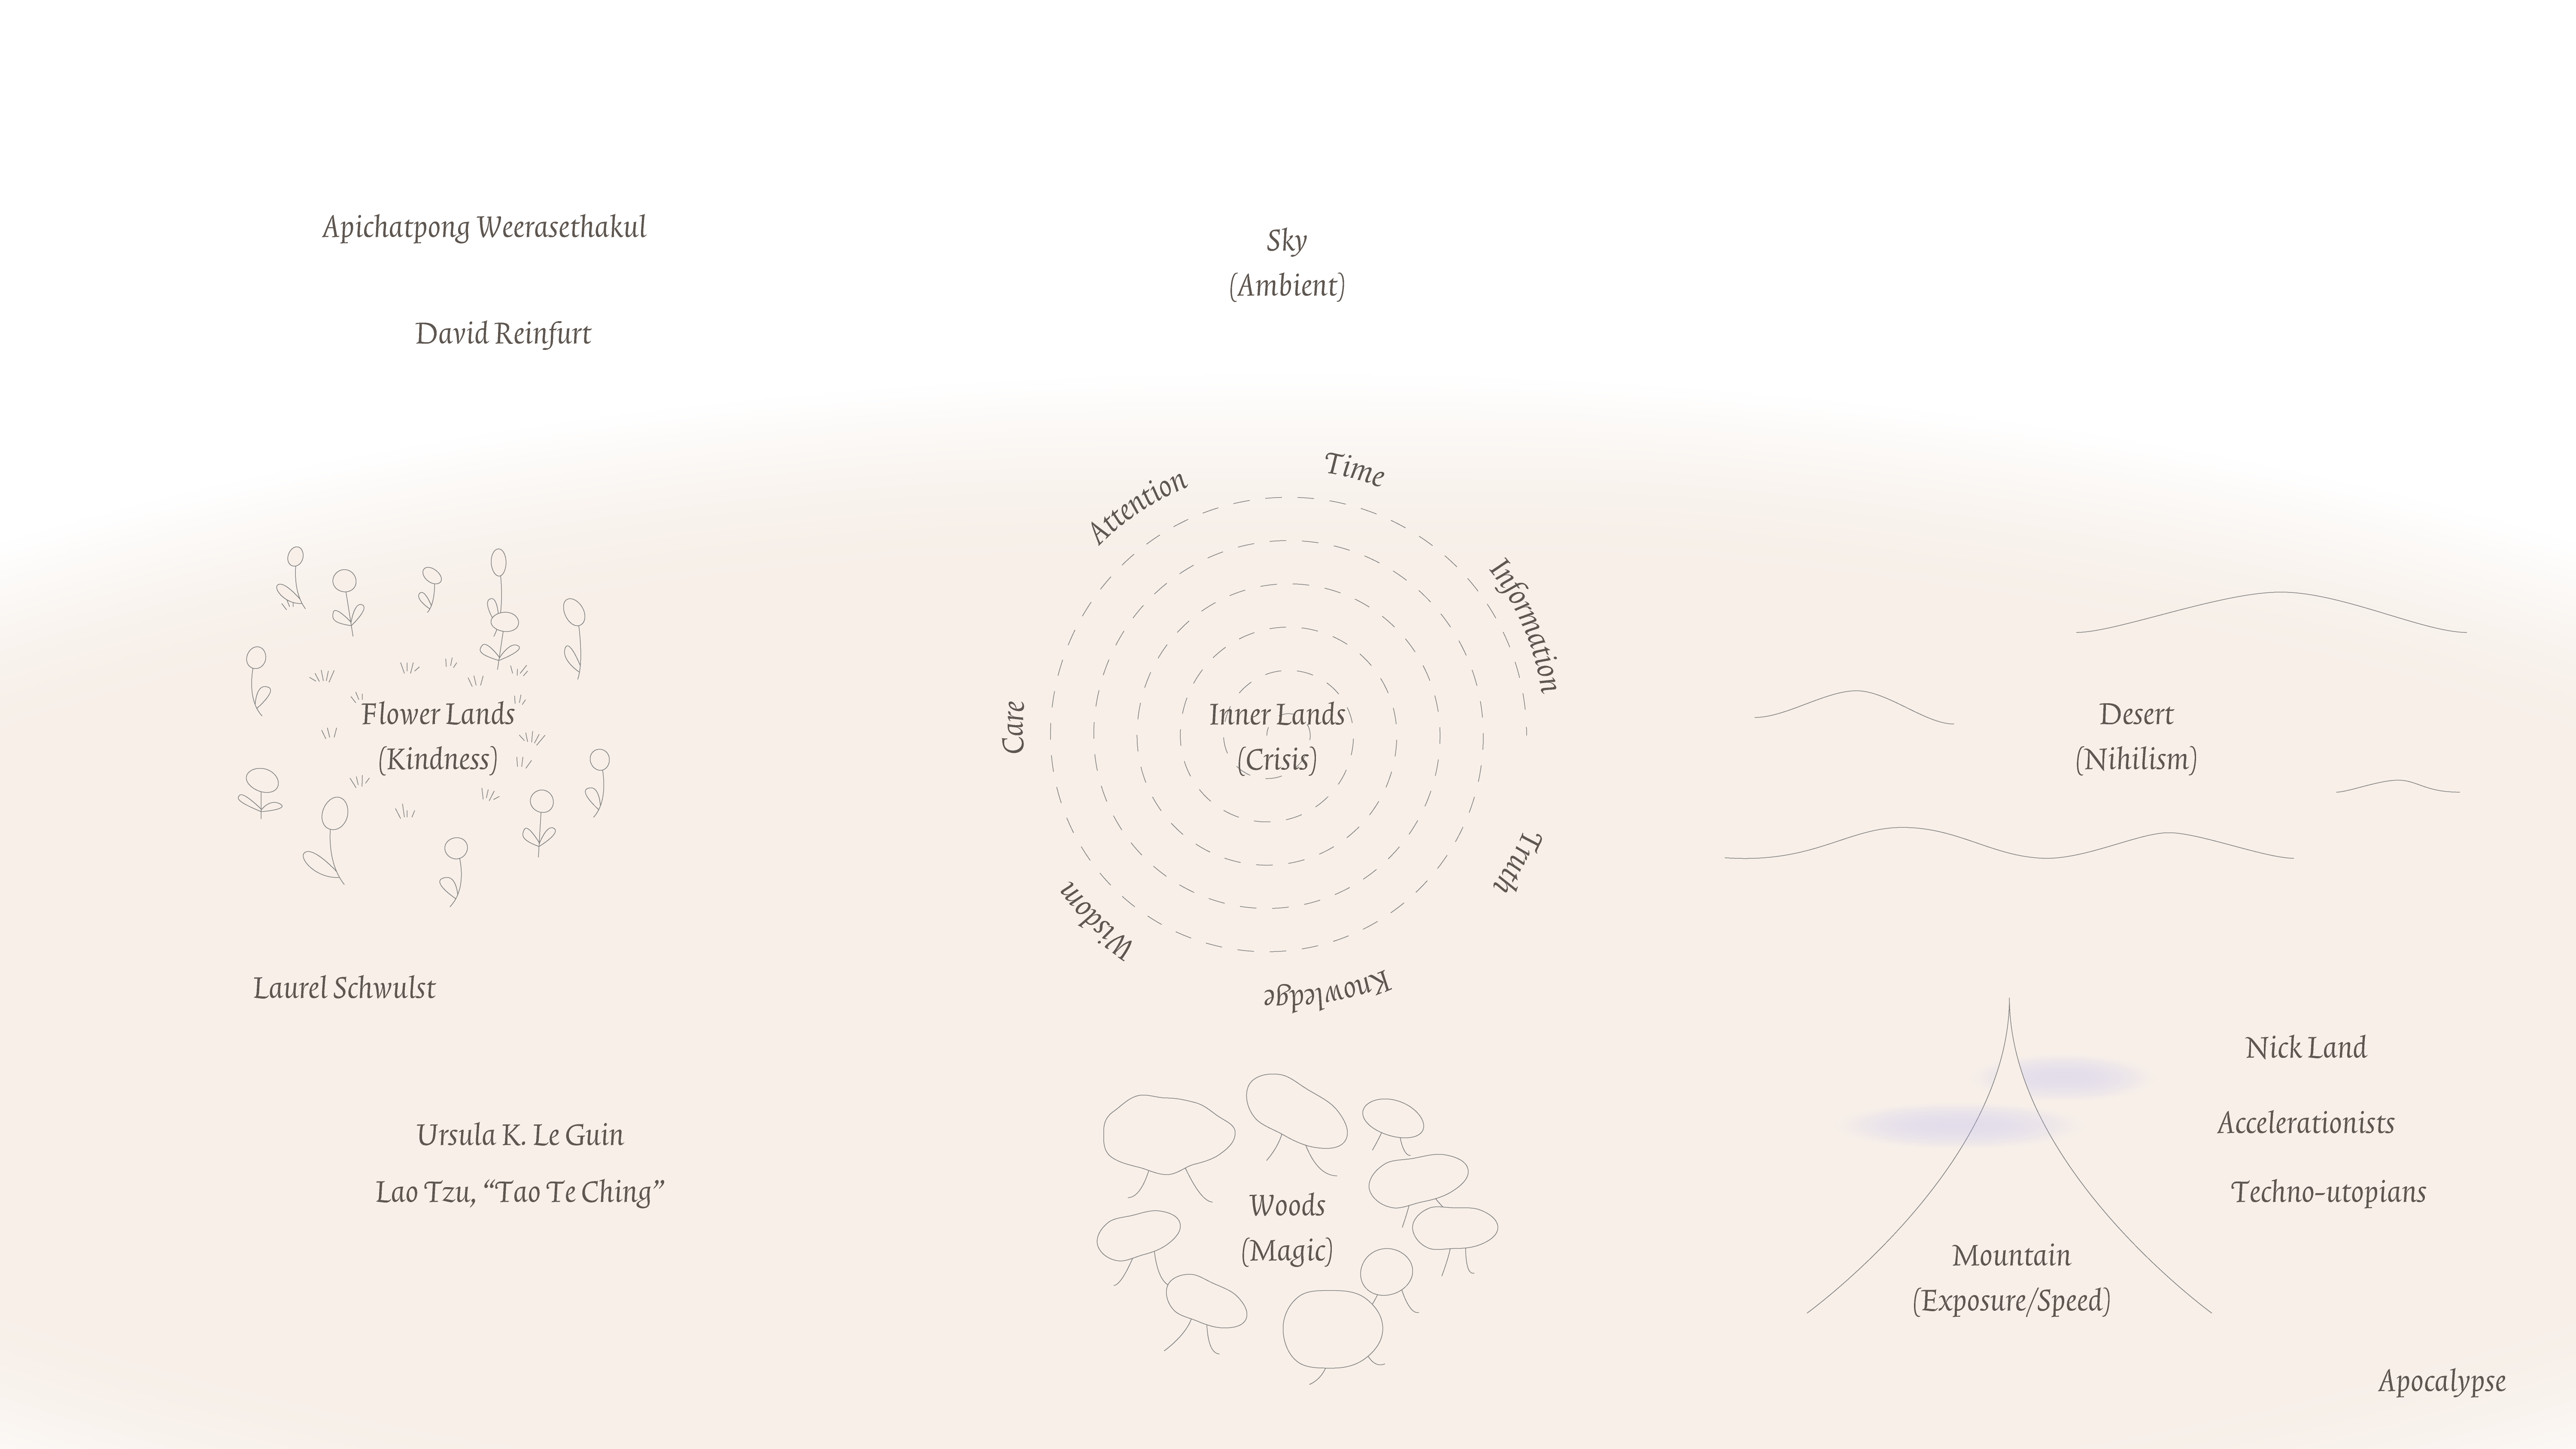 Apichatpong Weerasethakul
David Reinfurt
Sky
(Ambient)
Time
Attention
Information
Care
Truth
Wisdom
Knowledge
Flower Lands
(Kindness)
Inner Lands
(Crisis)
Desert
(Nihilism)
Laurel Schwulst
Ursula K. Le Guin
Lao Tzu, “Tao Te Ching”
Woods
(Magic)
Nick Land
Accelerationists
Techno-utopians
Mountain
(Exposure/Speed)
Apocalypse